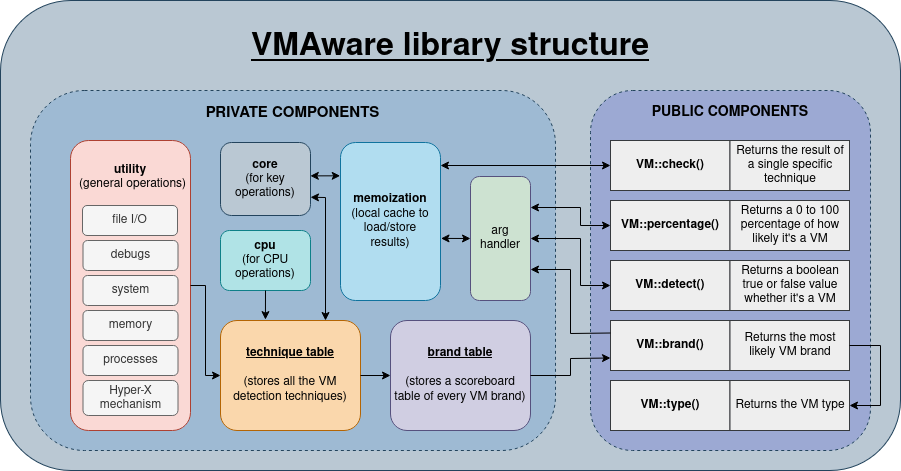 VMAware library structure
PRIVATE COMPONENTS
utility
(general operations)
file I/O
debugs
system
memory
processes
Hyper-X
mechanism
core
(for key
operations)
cpu
(for CPU
operations)
memoization
(local cache to
load/store
results)
arg
handler
technique table
(stores all the VM
detection techniques)
brand table
(stores a scoreboard
table of every VM brand)
PUBLIC COMPONENTS
VM::check()
Returns the result of
a single specific
technique
VM::percentage()
Returns a 0 to 100
percentage of how
likely it's a VM
VM::detect()
Returns a boolean
true or false value
whether it's a VM
VM::brand()
Returns the most
likely VM brand
VM::type()
Returns the VM type